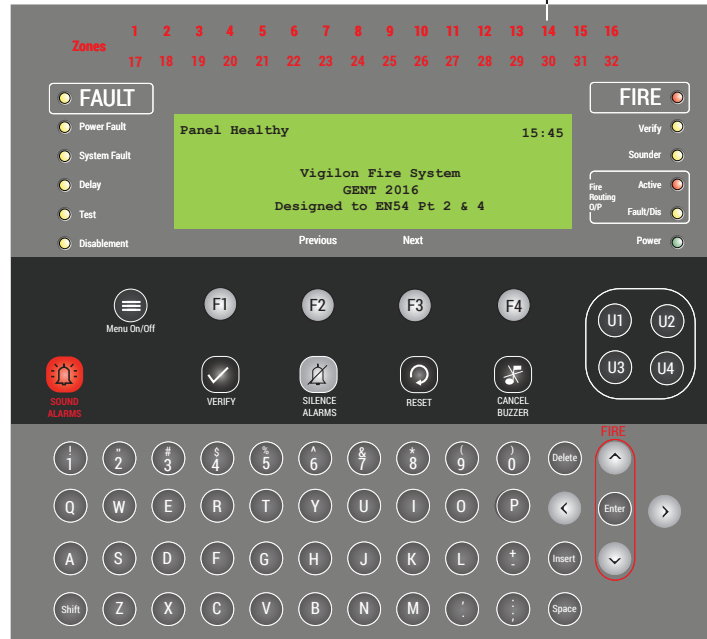 1 2 3 4 5 6 7 8 9 10 11 12 13 14 15 16
Zones
17 18 19 20 21 22 23 24 25 26 27 28 29 30 31 32
FAULT
FIRE
Power Fault
Verify
System Fault
Sounder
Delay
Test
Disablement
Fire Routing O/P
Active
Fault/Dis
Power
Panel Healthy 15:45
Vigilon Fire System
GENT 2016
Designed to EN54 Pt 2 & 4
Previous Next
Menu On/Off
F1 F2 F3 F4
U1 U2
U3 U4
SOUND ALARMS
VERIFY
SILENCE ALARMS
RESET
CANCEL BUZZER
FIRE
! " # $ % ^ & * ( )
1 2 3 4 5 6 7 8 9 0 Delete
Q W E R T Y U I O P Enter
A S D F G H J K L + - Insert
Shift Z X C V B N M ' . ; , Space